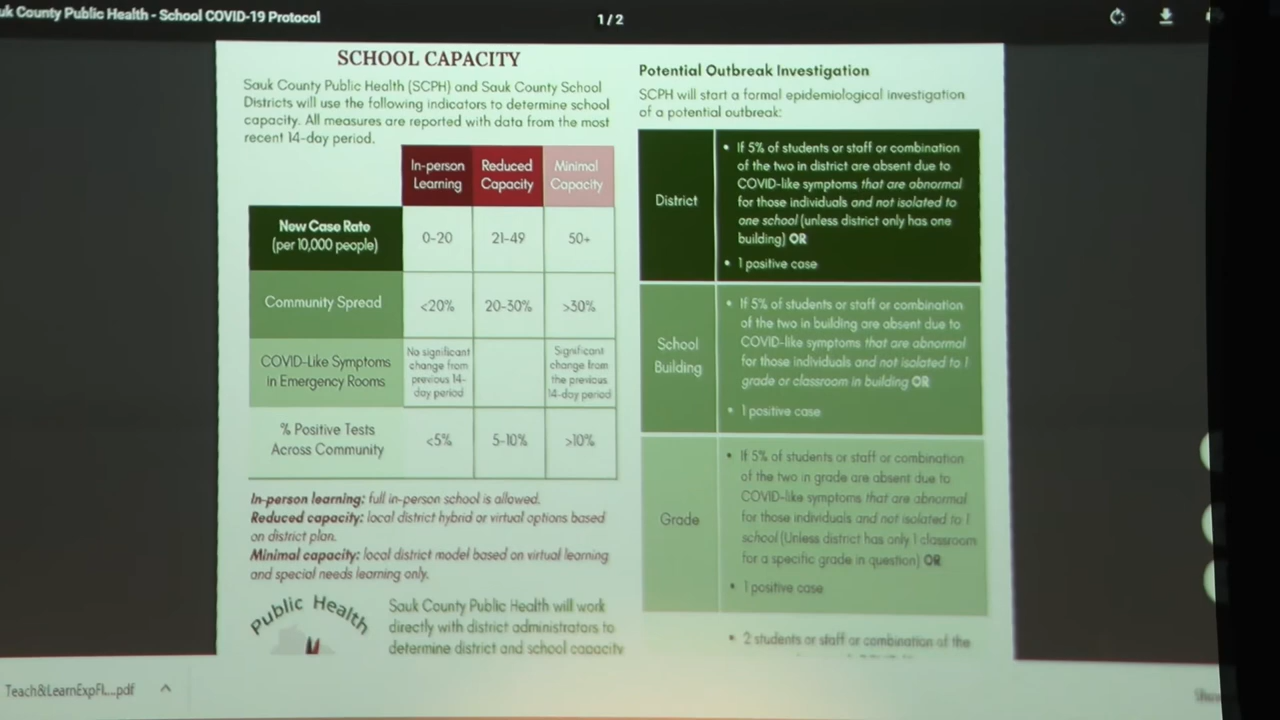 uk County Public Health - School COVID-19 Protocol
1 / 2
SCHOOL CAPACITY
Sauk County Public Health (SCPH) and Sauk County School
Districts will use the following indicators to determine school
capacity. All measures are reported with data from the most
recent 14-day period.
In-person
Learning
Reduced
Capacity
Minimal
Capacity
New Case Rate
(per 10,000 people)
0-20
21-49
50+
Community Spread
<20%
20-30%
>30%
COVID-Like Symptoms
in Emergency Rooms
No significant
change from
previous 14-
day period
Significant
change from
the previous
14-day period
% Positive Tests
Across Community
<5%
5-10%
>10%
In-person learning: full in-person school is allowed.
Reduced capacity: local district hybrid or virtual options based
on district plan.
Minimal capacity: local district model based on virtual learning
and special needs learning only.
Public Health
Sauk County Public Health will work
directly with district administrators to
determine district and school capacity
Potential Outbreak Investigation
SCPH will start a formal epidemiological investigation
of a potential outbreak:
District
• If 5% of students or staff or combination
of the two in district are absent due to
COVID-like symptoms that are abnormal
for those individuals and not isolated to
one school (unless district only has one
building) OR
• 1 positive case
School
Building
• If 5% of students or staff or combination
of the two in building are absent due to
COVID-like symptoms that are abnormal
for those individuals and not isolated to 1
grade or classroom in building OR
• 1 positive case
Grade
• If 5% of students or staff or combination
of the two in grade are absent due to
COVID-like symptoms that are abnormal
for those individuals and not isolated to 1
school (Unless district has only 1 classroom
for a specific grade in question) OR
• 1 positive case
• 2 students or staff or combination of the
Teach&LearnExpFl....pdf